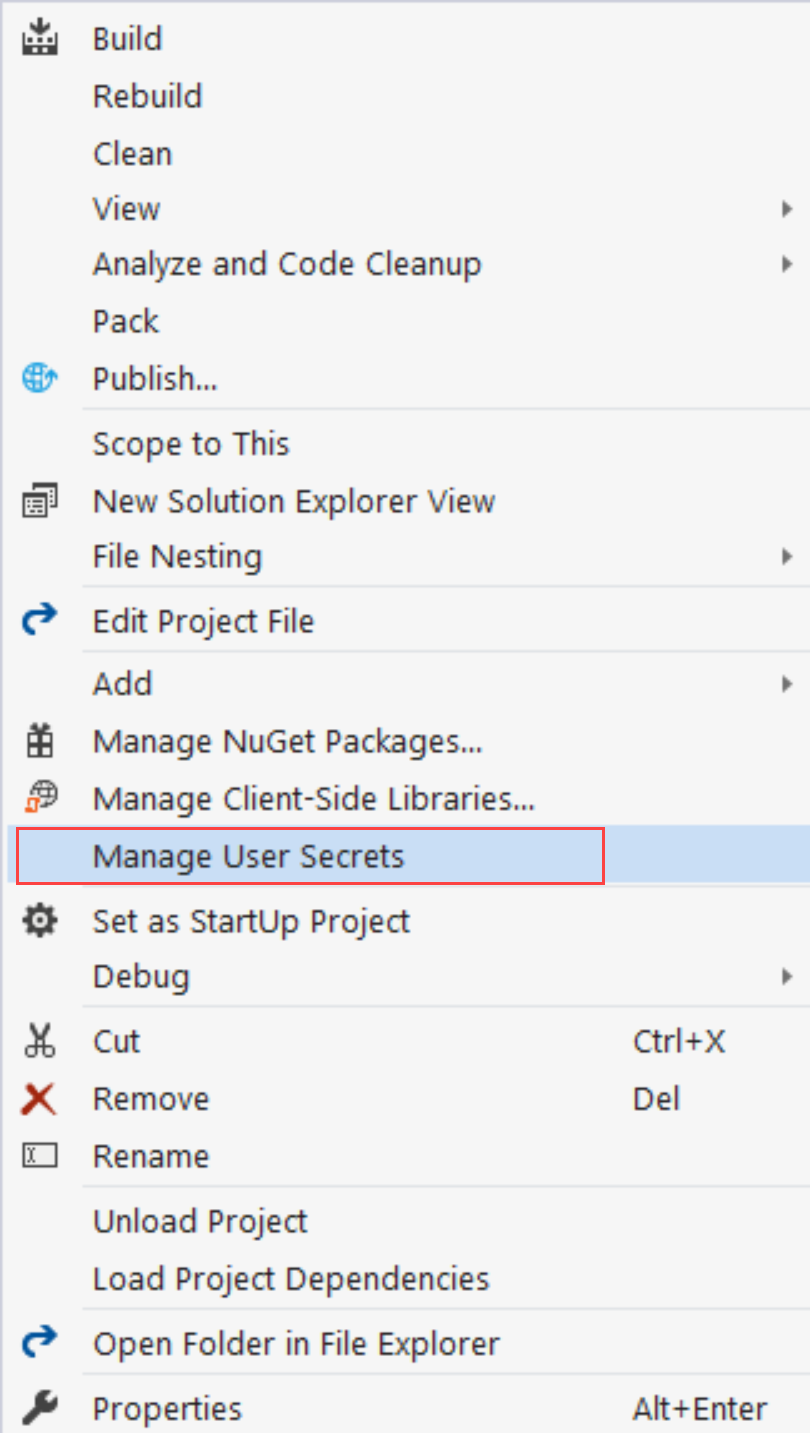 Build
Rebuild
Clean
View
Analyze and Code Cleanup
Pack
Publish...
Scope to This
New Solution Explorer View
File Nesting
Edit Project File
Add
Manage NuGet Packages...
Manage Client-Side Libraries...
Manage User Secrets
Set as StartUp Project
Debug
Cut Ctrl+X
Remove Del
Rename
Unload Project
Load Project Dependencies
Open Folder in File Explorer
Properties Alt+Enter